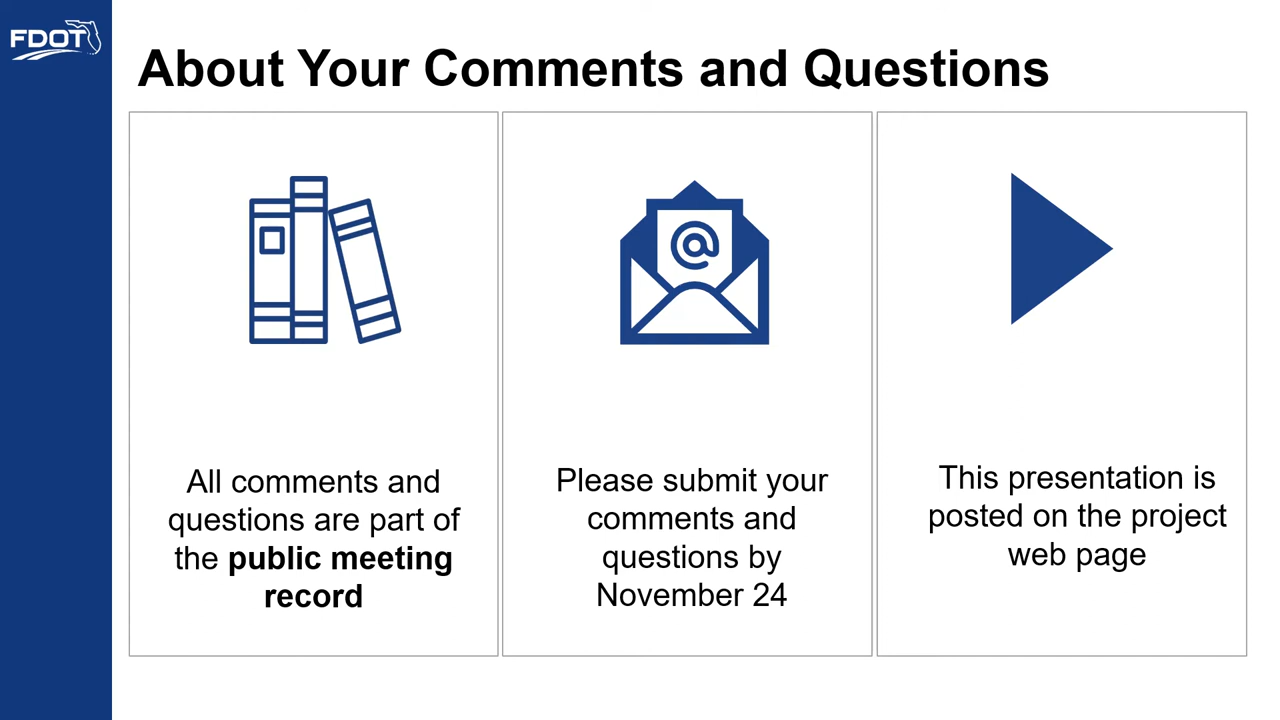 FDOT
About Your Comments and Questions
@
All comments and
questions are part of
the public meeting
record
Please submit your
comments and
questions by
November 24
This presentation is
posted on the project
web page